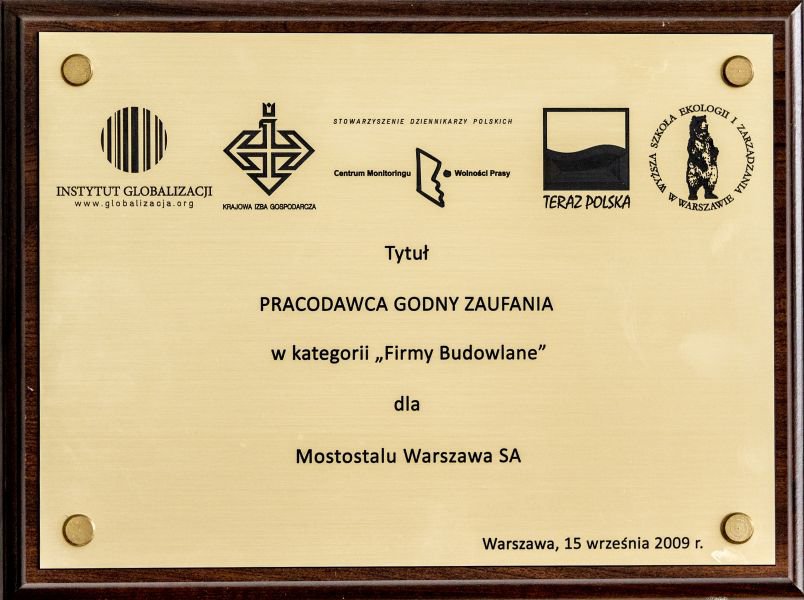 INSTYTUT GLOBALIZACJI
www.globalizacja.org
KRAJOWA IZBA GOSPODARCZA
STOWARZYSZENIE DZIENNIKARZY POLSKICH
Centrum Monitoringu Wolności Prasy
TERAZ POLSKA
WYŻSZA SZKOŁA EKOLOGII I ZARZĄDZANIA
W WARSZAWIE
Tytuł
PRACODAWCA GODNY ZAUFANIA
w kategorii „Firmy Budowlane”
dla
Mostostalu Warszawa SA
Warszawa, 15 września 2009 r.